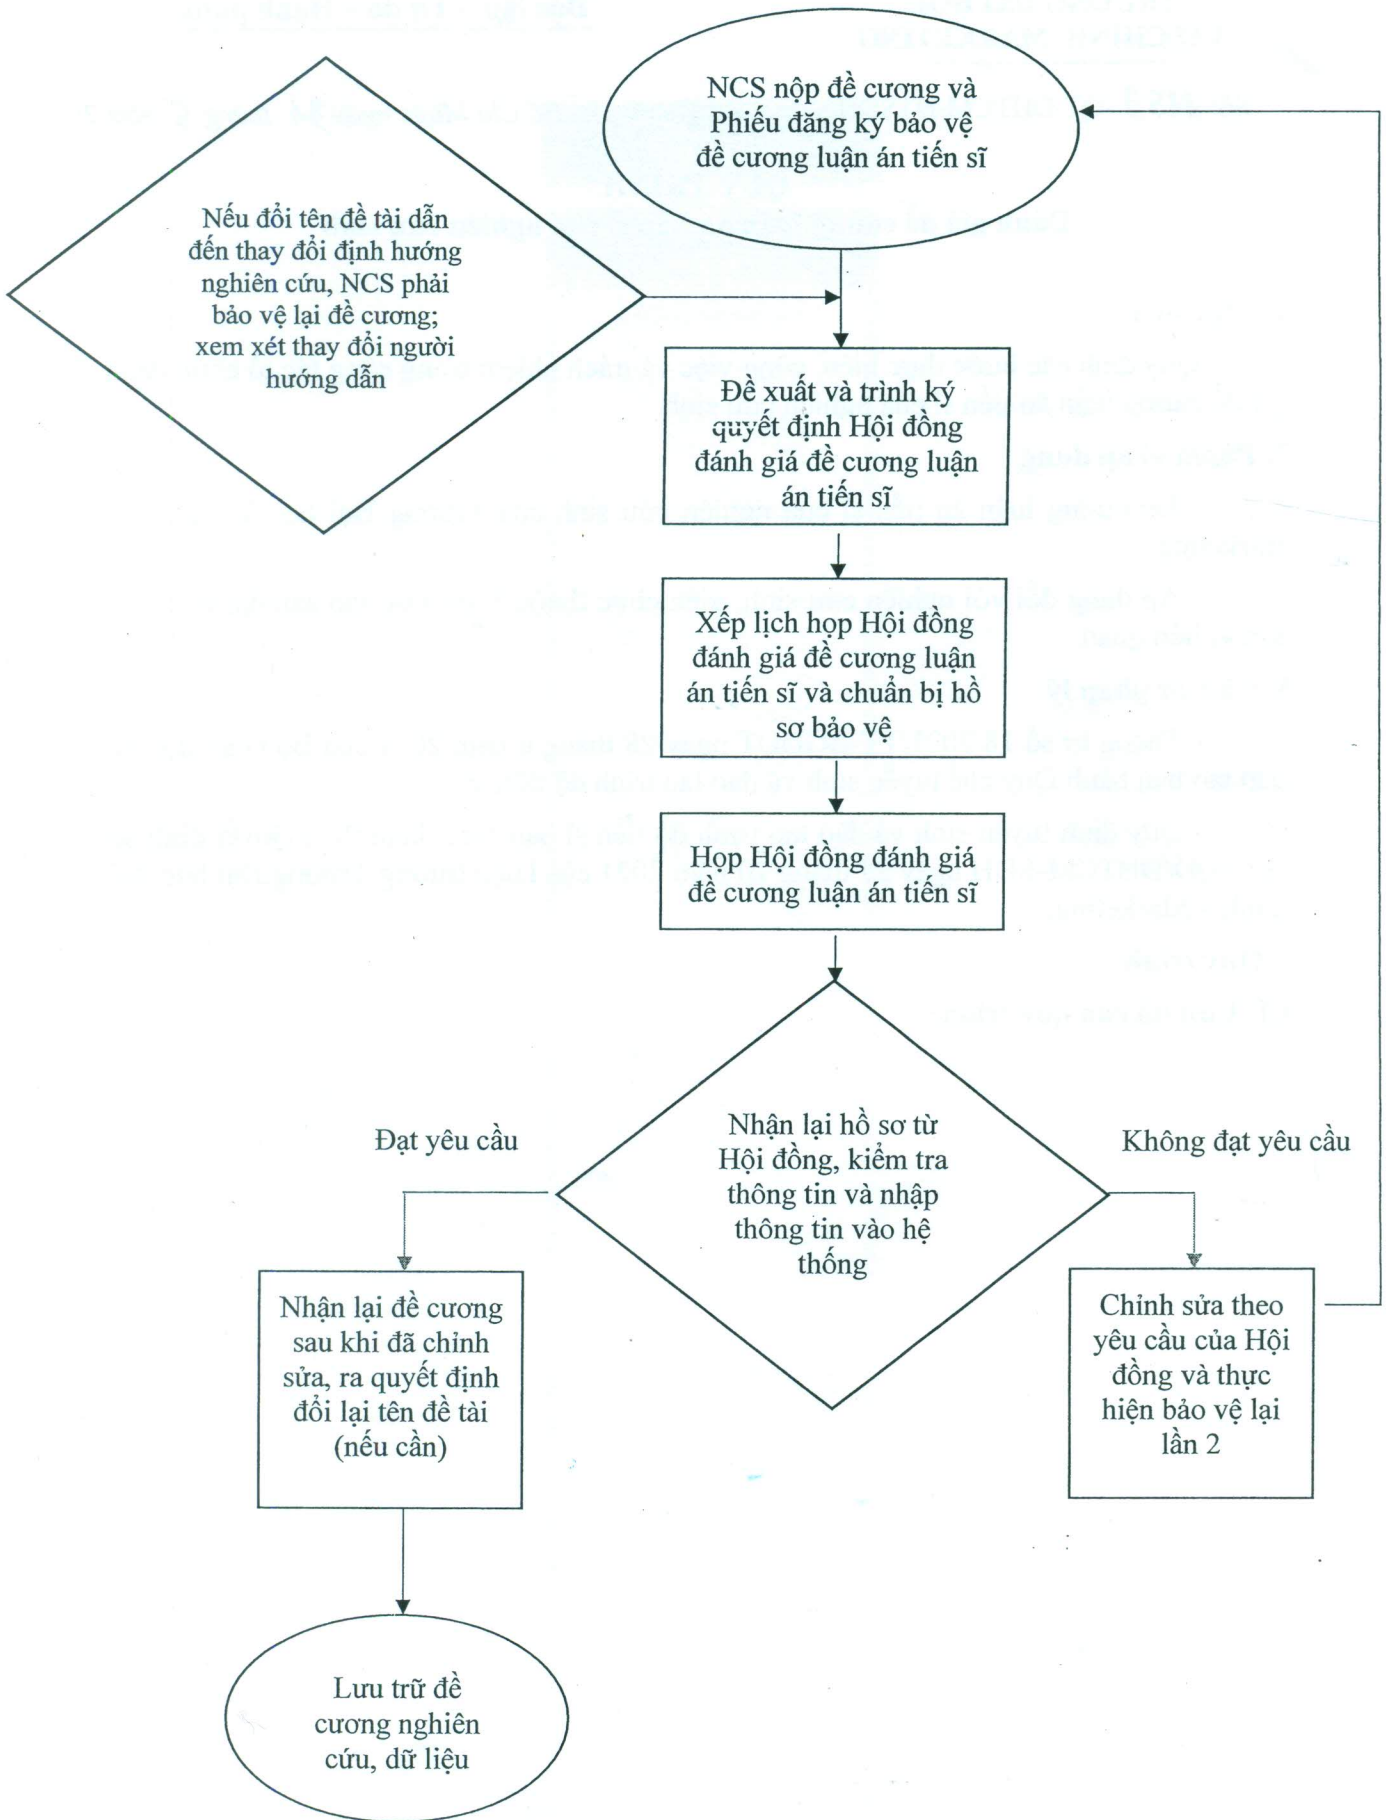 NCS nộp đề cương và
Phiếu đăng ký bảo vệ
đề cương luận án tiến sĩ
Nếu đổi tên đề tài dẫn
đến thay đổi định hướng
nghiên cứu, NCS phải
bảo vệ lại đề cương;
xem xét thay đổi người
hướng dẫn
Đề xuất và trình ký
quyết định Hội đồng
đánh giá đề cương luận
án tiến sĩ
Xếp lịch họp Hội đồng
đánh giá đề cương luận
án tiến sĩ và chuẩn bị hồ
sơ bảo vệ
Họp Hội đồng đánh giá
đề cương luận án tiến sĩ
Nhận lại hồ sơ từ
Hội đồng, kiểm tra
thông tin và nhập
thông tin vào hệ
thống
Đạt yêu cầu
Không đạt yêu cầu
Nhận lại đề cương
sau khi đã chỉnh
sửa, ra quyết định
đổi lại tên đề tài
(nếu cần)
Chỉnh sửa theo
yêu cầu của Hội
đồng và thực
hiện bảo vệ lại
lần 2
Lưu trữ đề
cương nghiên
cứu, dữ liệu